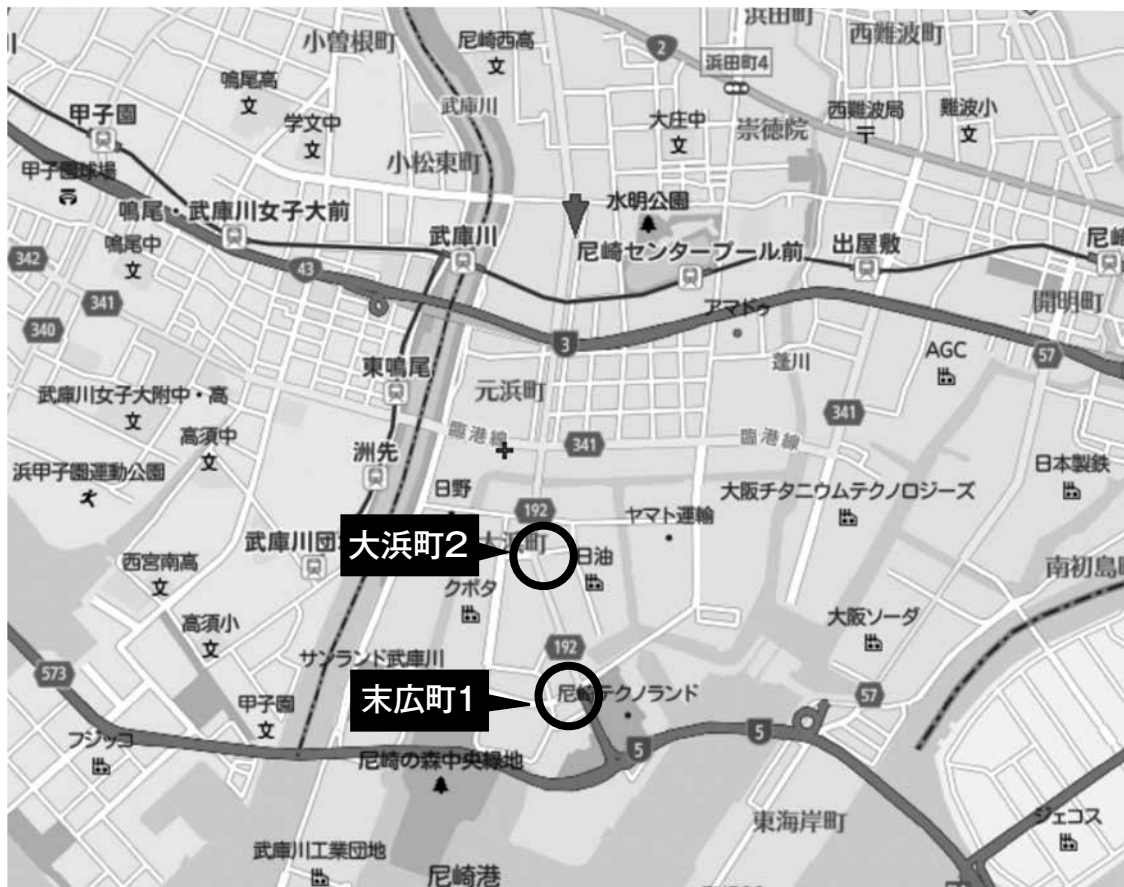 浜田町
小曽根町
尼崎西高
西難波町
2
浜田町4
鳴尾高
武庫川
甲子園
学文中
大庄中
西難波局
難波小
崇徳院
小松東町
甲子園球場
水明公園
鳴尾・武庫川女子大前
武庫川
鳴尾中
尼崎センタープール前
出屋敷
尼崎
342
43
341
開明町
アマドゥ
340
3
AGC
57
蓬川
東鳴尾
元浜町
武庫川女子大附中・高
341
高須中
臨港線
341
臨港線
洲先
浜甲子園運動公園
日本製鉄
日野
大阪チタニウムテクノロジーズ
192
ヤマト運輸
武庫川団
大浜町2
大浜町
西宮南高
日油
南初島町
クボタ
大阪ソーダ
高須小
192
サンランド武庫川
573
末広町1
尼崎テクノランド
57
甲子園
フジッコ
5
5
尼崎の森中央緑地
東海岸町
ジェコス
武庫川工業団地
尼崎港